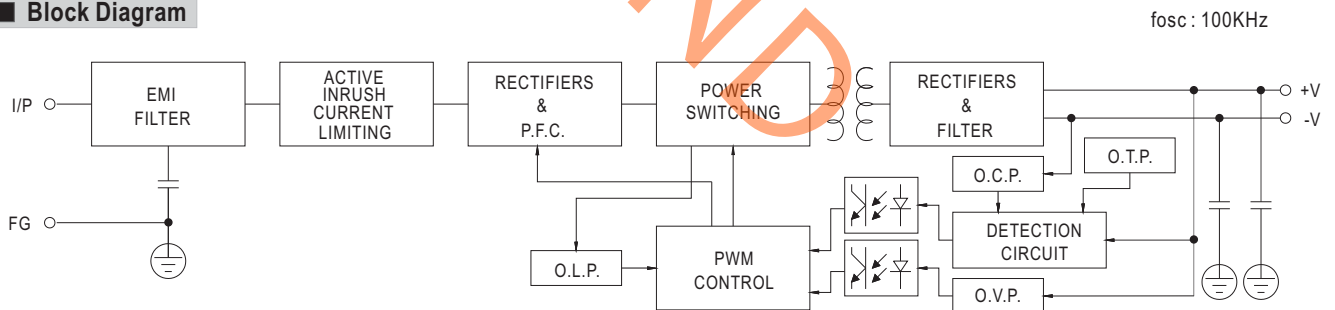 Block Diagram
fosc : 100KHz
I/P
EMI
FILTER
ACTIVE
INRUSH
CURRENT
LIMITING
RECTIFIERS
&
P.F.C.
POWER
SWITCHING
RECTIFIERS
&
FILTER
+V
-V
O.C.P.
O.T.P.
FG
O.L.P.
PWM
CONTROL
DETECTION
CIRCUIT
O.V.P.
ND